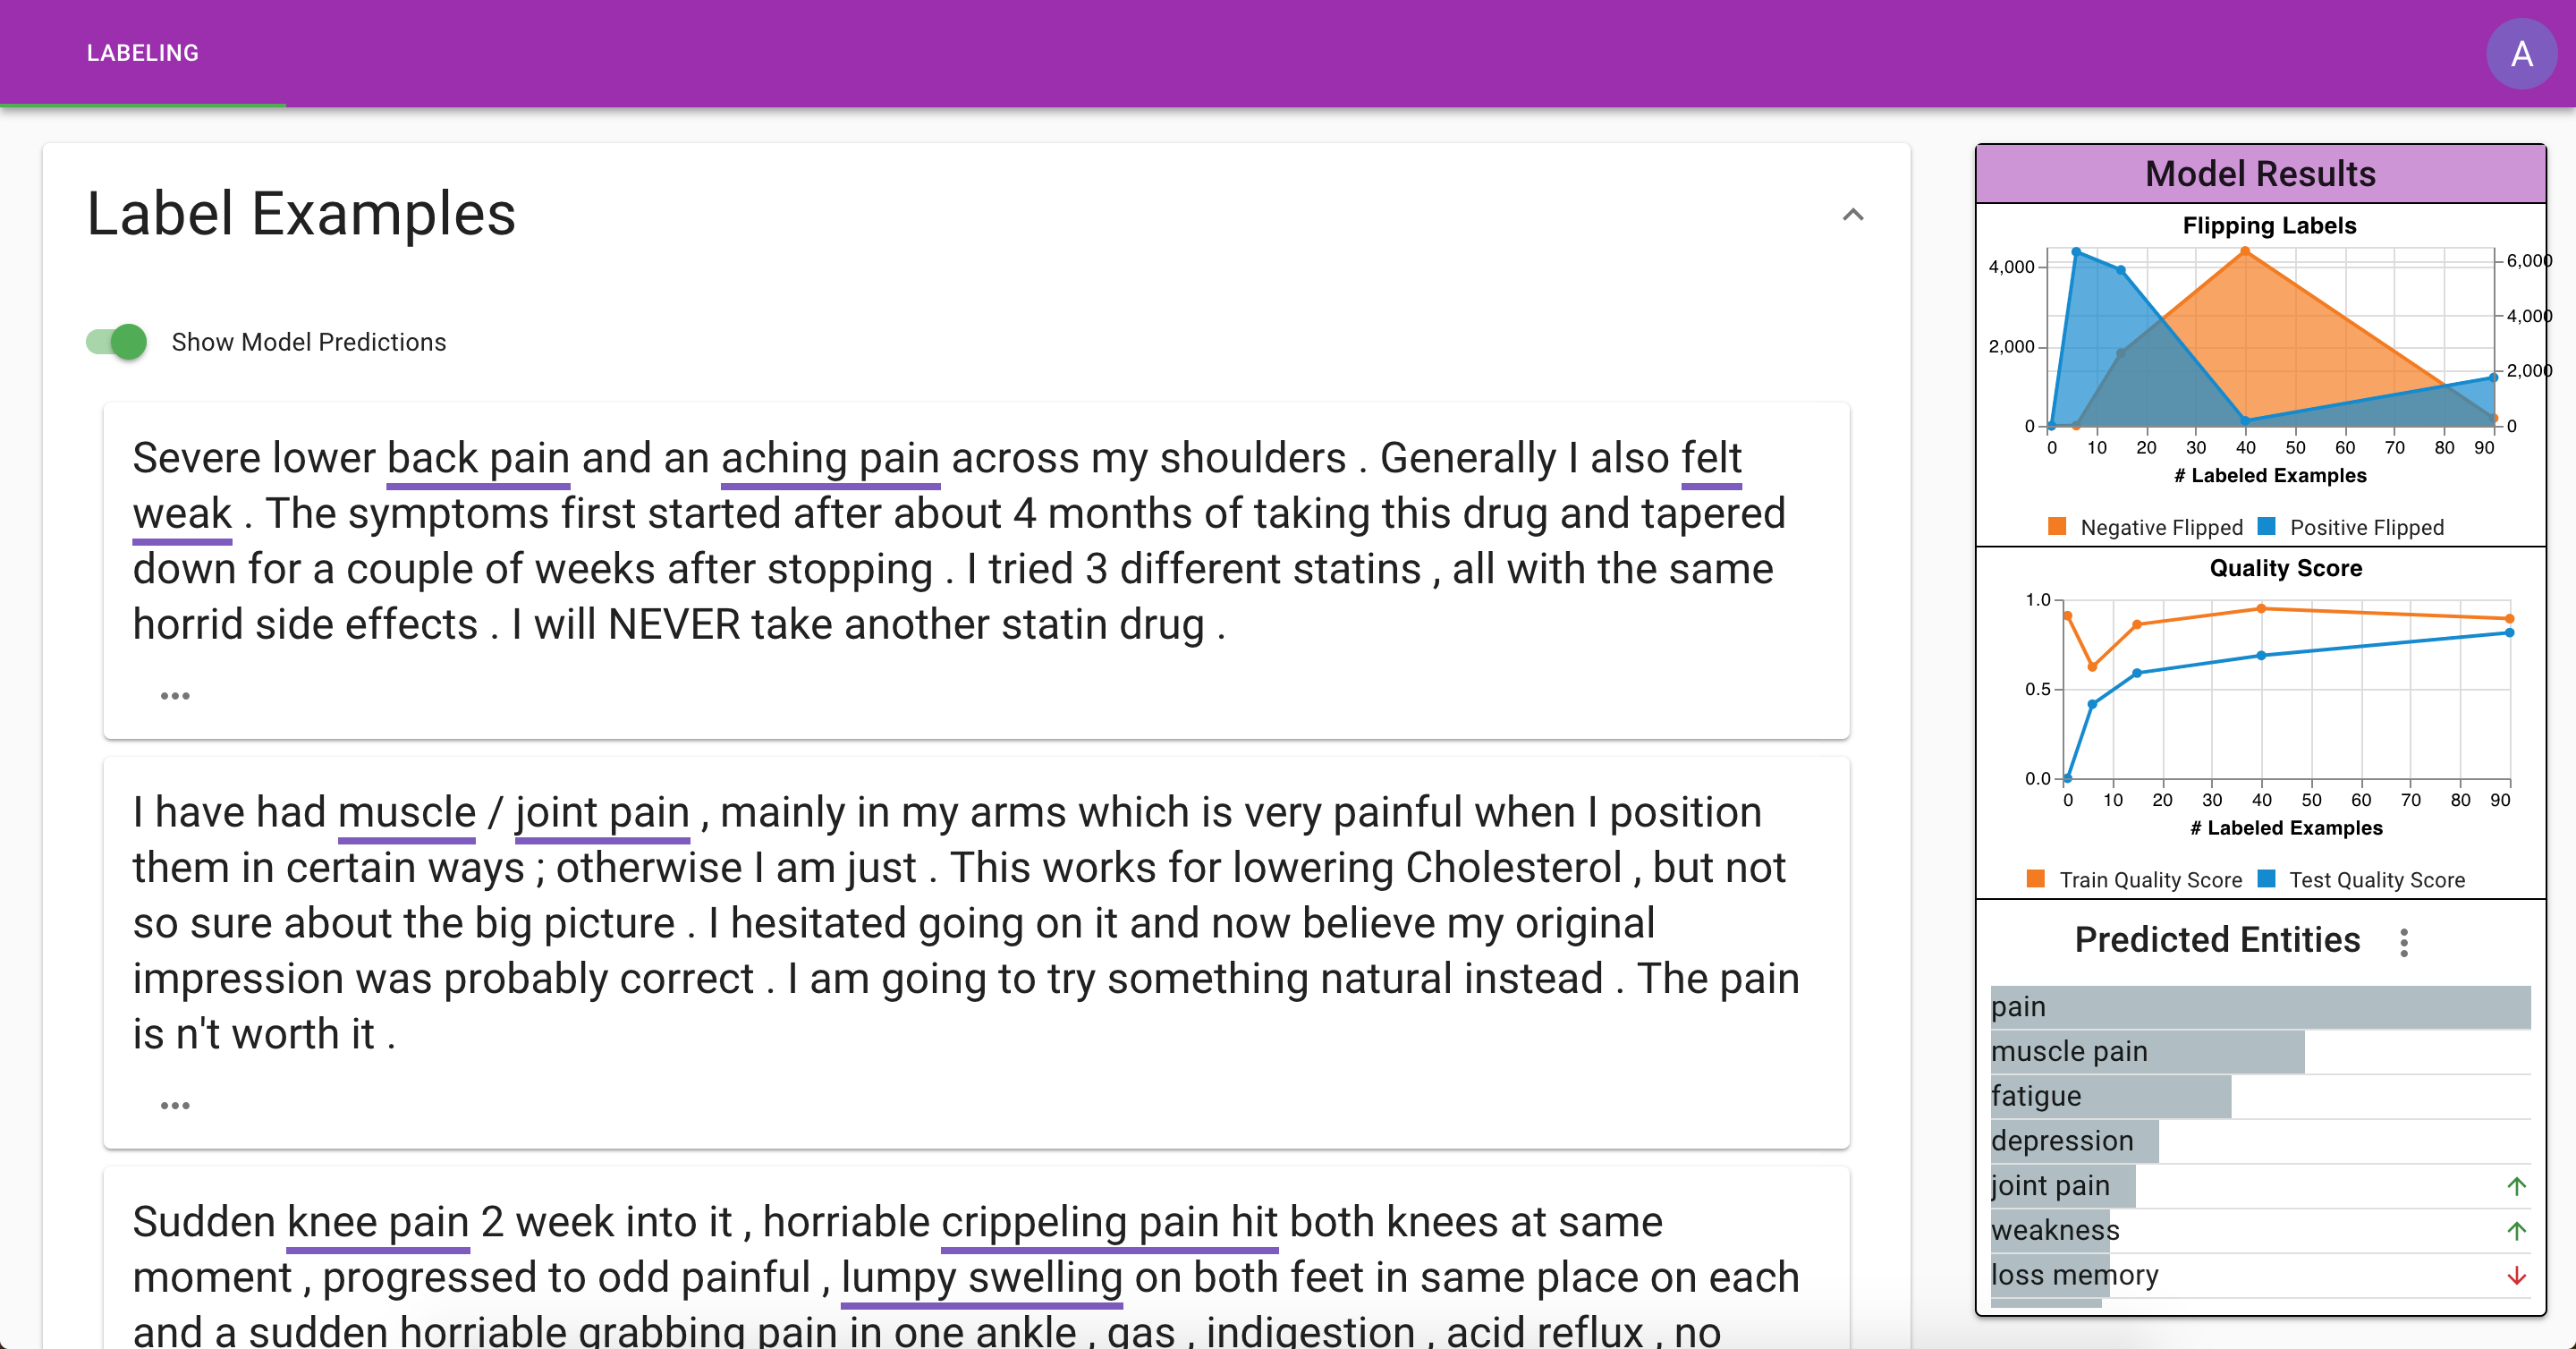 LABELING
A
Label Examples
Show Model Predictions
Severe lower back pain and an aching pain across my shoulders . Generally I also felt
weak . The symptoms first started after about 4 months of taking this drug and tapered
down for a couple of weeks after stopping . I tried 3 different statins , all with the same
horrid side effects . I will NEVER take another statin drug .
I have had muscle / joint pain , mainly in my arms which is very painful when I position
them in certain ways ; otherwise I am just . This works for lowering Cholesterol , but not
so sure about the big picture . I hesitated going on it and now believe my original
impression was probably correct . I am going to try something natural instead . The pain
is n't worth it .
Sudden knee pain 2 week into it , horriable crippeling pain hit both knees at same
moment , progressed to odd painful , lumpy swelling on both feet in same place on each
and a sudden horriable grabbing pain in one ankle , gas , indigestion , acid reflux , no
Model Results
Flipping Labels
4,000
2,000
0
6,000
4,000
2,000
0
0 10 20 30 40 50 60 70 80 90
# Labeled Examples
Negative Flipped Positive Flipped
Quality Score
1.0
0.5
0.0
0 10 20 30 40 50 60 70 80 90
# Labeled Examples
Train Quality Score Test Quality Score
Predicted Entities
pain
muscle pain
fatigue
depression
joint pain
weakness
loss memory